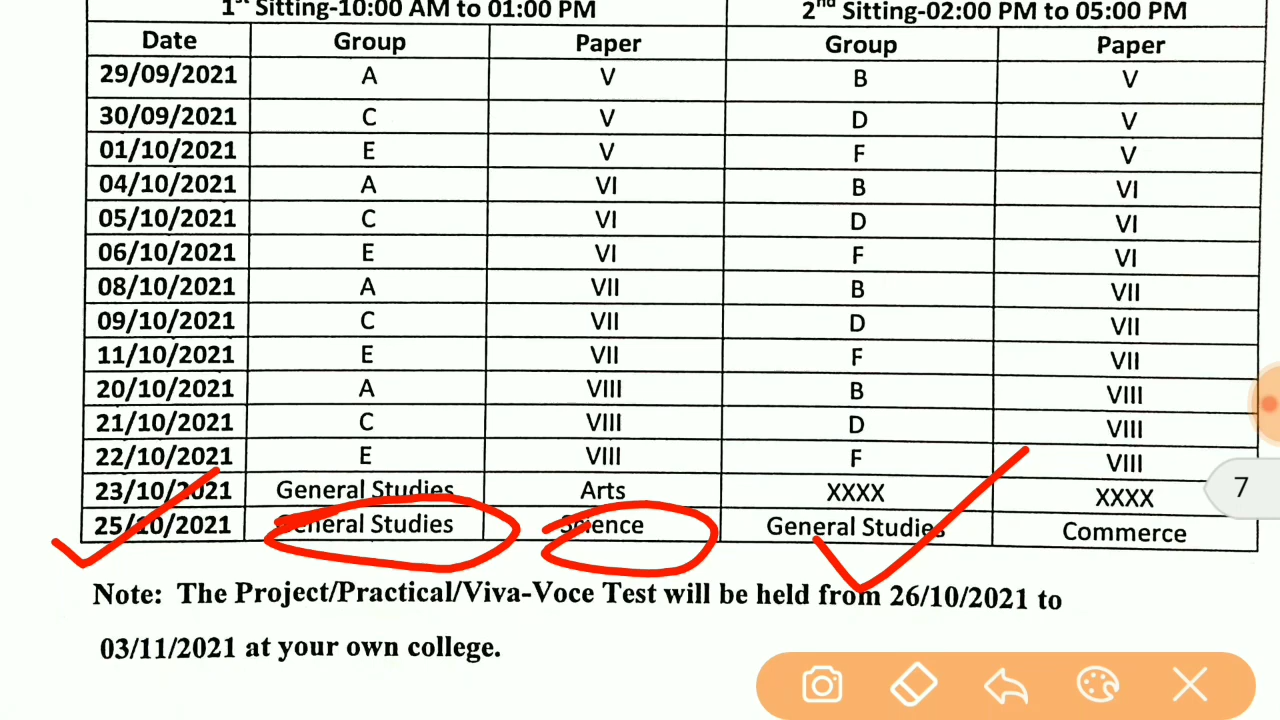 1st Sitting-10:00 AM to 01:00 PM 2nd Sitting-02:00 PM to 05:00 PM
Date Group Paper Group Paper
29/09/2021 A V B V
30/09/2021 C V D V
01/10/2021 E V F V
04/10/2021 A VI B VI
05/10/2021 C VI D VI
06/10/2021 E VI F VI
08/10/2021 A VII B VII
09/10/2021 C VII D VII
11/10/2021 E VII F VII
20/10/2021 A VIII B VIII
21/10/2021 C VIII D VIII
22/10/2021 E VIII F VIII
23/10/2021 General Studies Arts XXXX XXXX
25/10/2021 General Studies Science General Studies Commerce
7
Note: The Project/Practical/Viva-Voce Test will be held from 26/10/2021 to
03/11/2021 at your own college.